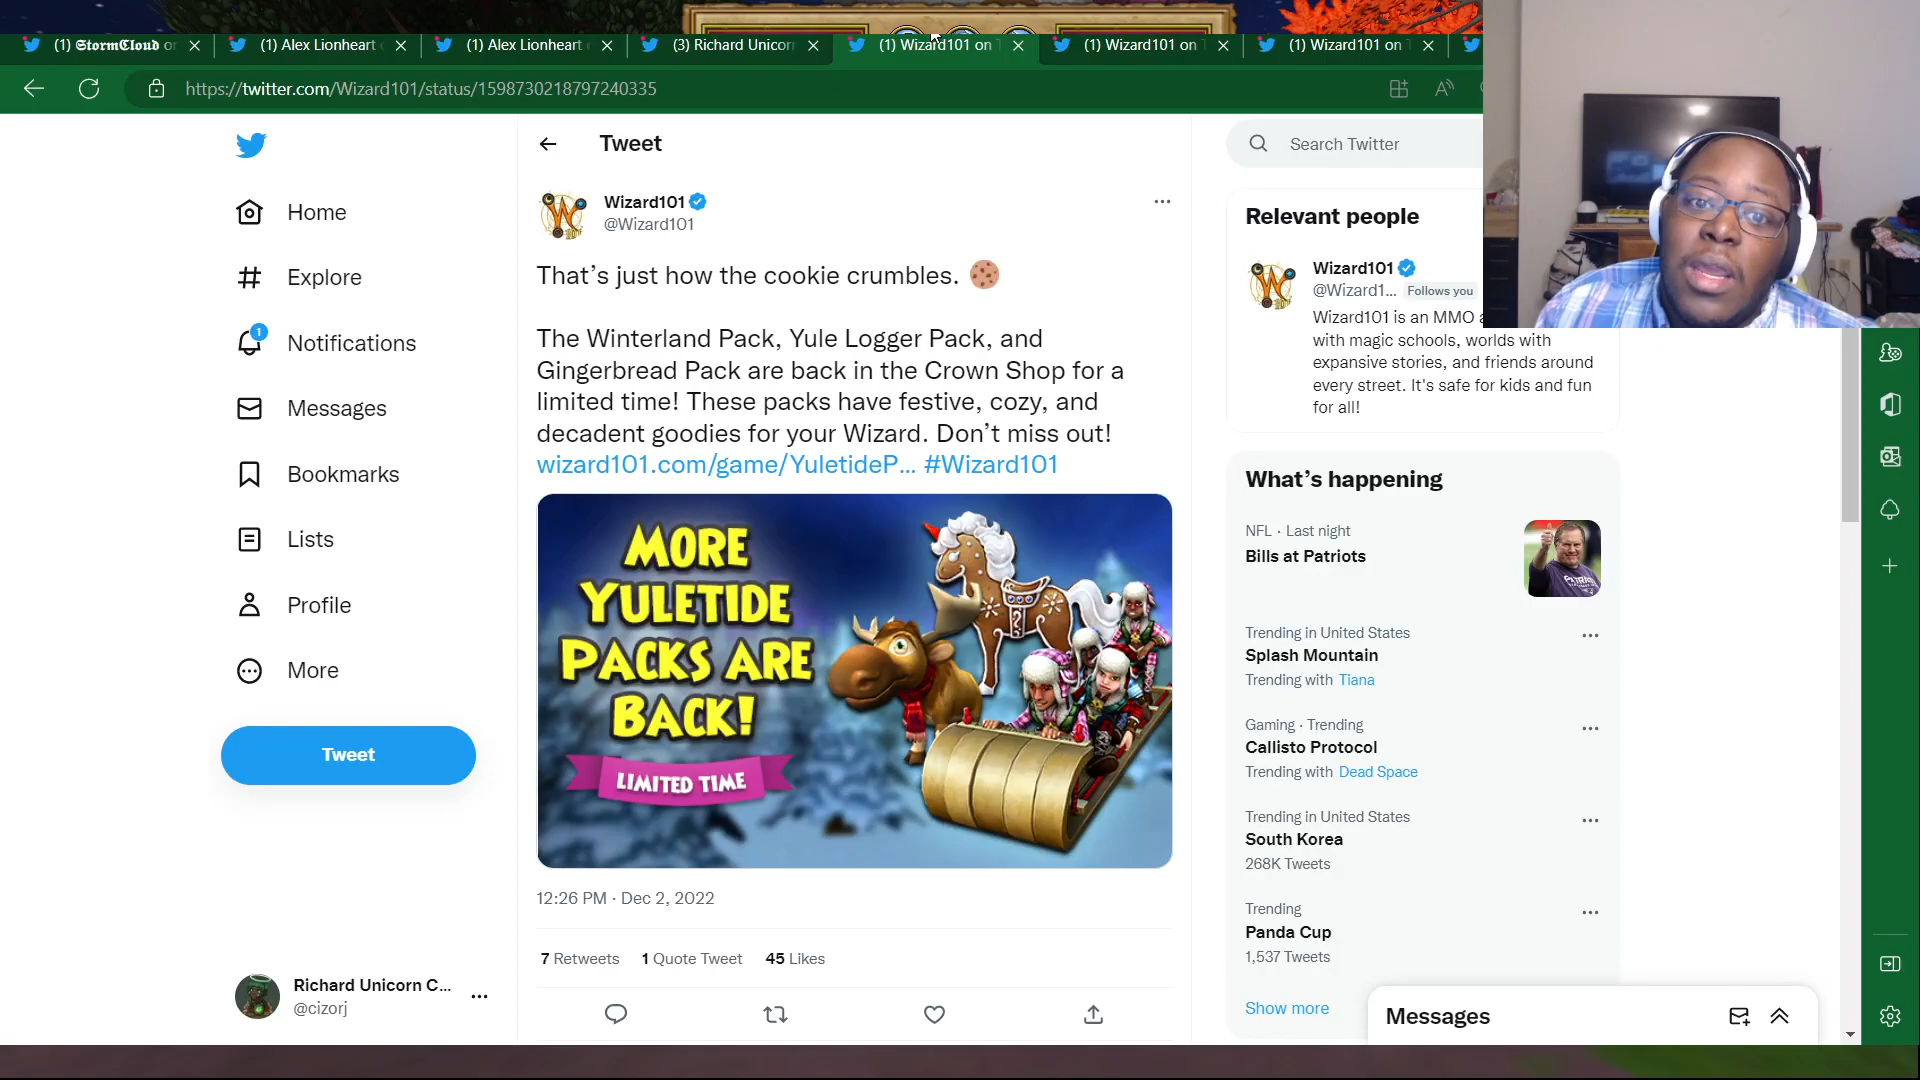 (1) 𝕾𝖙𝖔𝖗𝖒𝕮𝖑𝖔𝖚𝖉 on
(1) Alex Lionheart
(1) Alex Lionheart
(3) Richard Unicorn
(1) Wizard101 on T
(1) Wizard101 on T
(1) Wizard101 on T
https://twitter.com/Wizard101/status/1598730218797240335
Home
Explore
1
Notifications
Messages
Bookmarks
Lists
Profile
More
Tweet
Richard Unicorn C...
@cizorj
Tweet
Wizard101
@Wizard101
That’s just how the cookie crumbles. 🍪
The Winterland Pack, Yule Logger Pack, and
Gingerbread Pack are back in the Crown Shop for a
limited time! These packs have festive, cozy, and
decadent goodies for your Wizard. Don’t miss out!
wizard101.com/game/YuletideP... #Wizard101
MORE
YULETIDE
PACKS ARE
BACK!
LIMITED TIME
12:26 PM · Dec 2, 2022
7 Retweets 1 Quote Tweet 45 Likes
Search Twitter
Relevant people
Wizard101
@Wizard1... Follows you
Wizard101 is an MMO
with magic schools, worlds with
expansive stories, and friends around
every street. It's safe for kids and fun
for all!
What’s happening
NFL · Last night
Bills at Patriots
Trending in United States
Splash Mountain
Trending with Tiana
Gaming · Trending
Callisto Protocol
Trending with Dead Space
Trending in United States
South Korea
268K Tweets
Trending
Panda Cup
1,537 Tweets
Show more
Messages